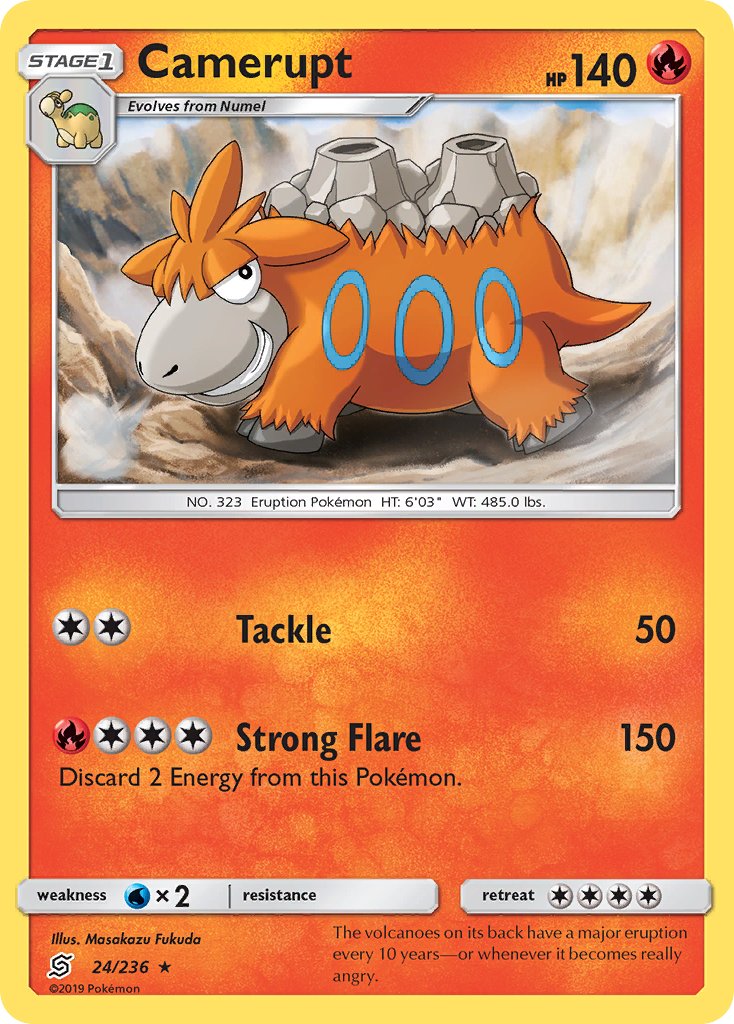 STAGE1
Camerupt
HP 140
Evolves from Numel
NO. 323 Eruption Pokémon HT: 6'03" WT: 485.0 lbs.
Tackle 50
Strong Flare 150
Discard 2 Energy from this Pokémon.
weakness × 2 resistance retreat
Illus. Masakazu Fukuda
24/236 ★
©2019 Pokémon
The volcanoes on its back have a major eruption
every 10 years—or whenever it becomes really
angry.